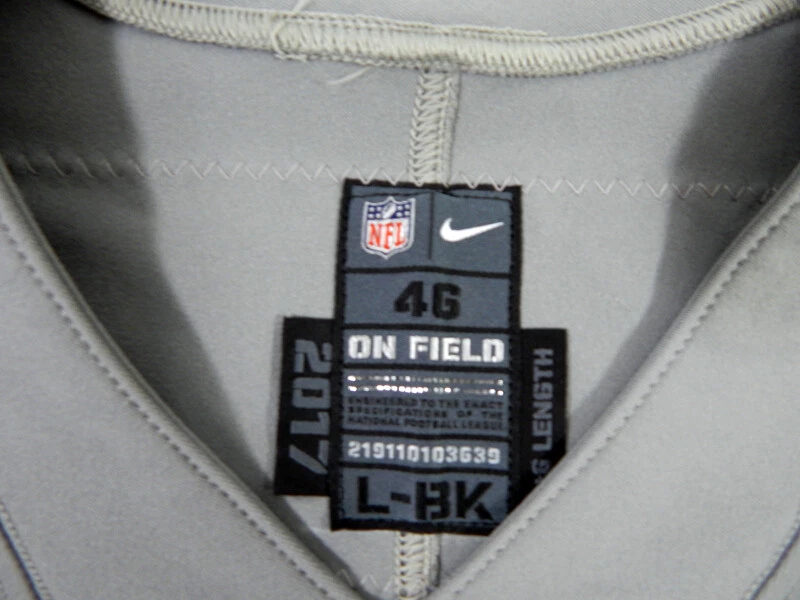 NFL
46
ON FIELD
ENGINEERED TO THE EXACT
SPECIFICATIONS OF THE
NATIONAL FOOTBALL LEAGUE
219110103639
L-BK
2017
LENGTH